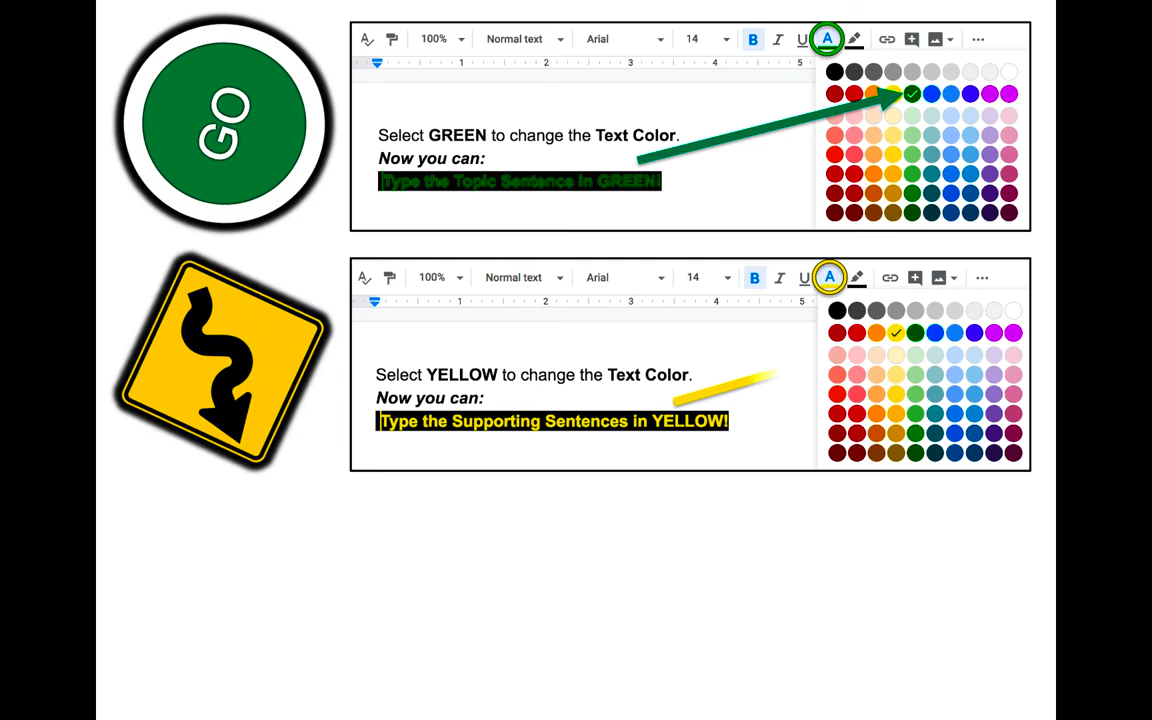 GO
100% Normal text Arial 14 B I U A
1 2 3 4 5
Select GREEN to change the Text Color.
Now you can:
Type the Topic Sentence in GREEN!
100% Normal text Arial 14 B I U A
1 2 3 4 5
Select YELLOW to change the Text Color.
Now you can:
Type the Supporting Sentences in YELLOW!